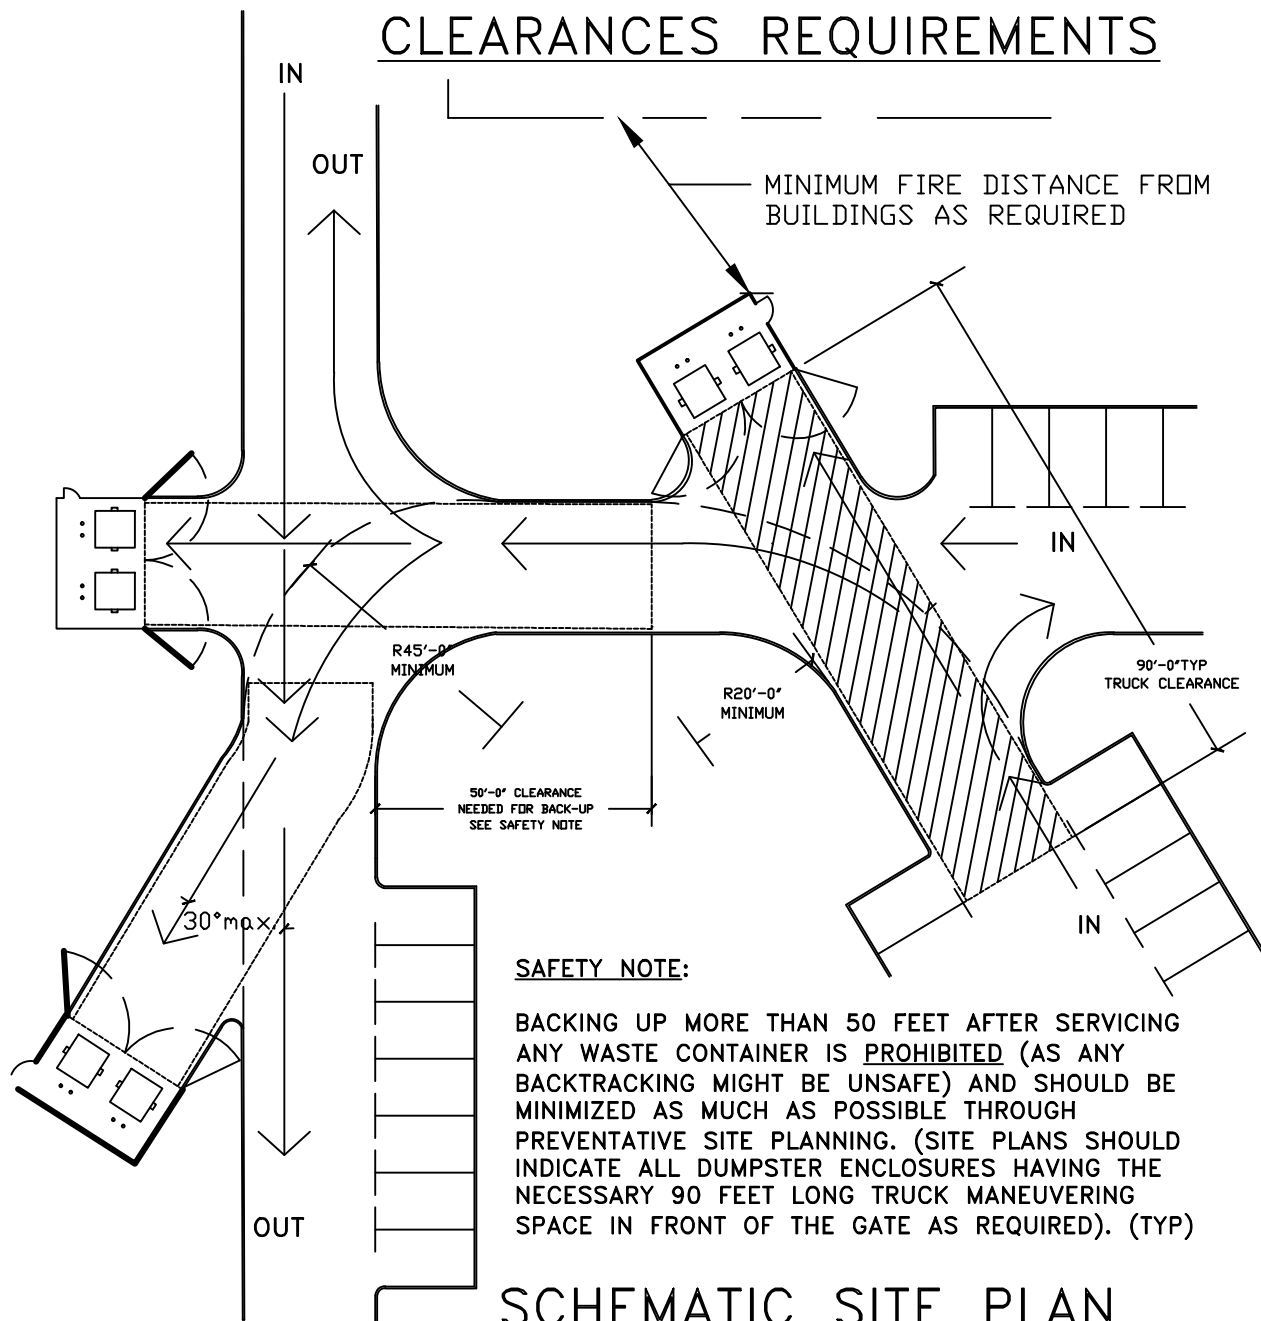 CLEARANCES REQUIREMENTS
IN
OUT
MINIMUM FIRE DISTANCE FROM
BUILDINGS AS REQUIRED
IN
R45'-0"
MINIMUM
R20'-0"
MINIMUM
90'-0"TYP
TRUCK CLEARANCE
50'-0" CLEARANCE
NEEDED FOR BACK-UP
SEE SAFETY NOTE
30°max.
IN
SAFETY NOTE:
BACKING UP MORE THAN 50 FEET AFTER SERVICING
ANY WASTE CONTAINER IS PROHIBITED (AS ANY
BACKTRACKING MIGHT BE UNSAFE) AND SHOULD BE
MINIMIZED AS MUCH AS POSSIBLE THROUGH
PREVENTATIVE SITE PLANNING. (SITE PLANS SHOULD
INDICATE ALL DUMPSTER ENCLOSURES HAVING THE
NECESSARY 90 FEET LONG TRUCK MANEUVERING
SPACE IN FRONT OF THE GATE AS REQUIRED). (TYP)
OUT
SCHEMATIC SITE PLAN